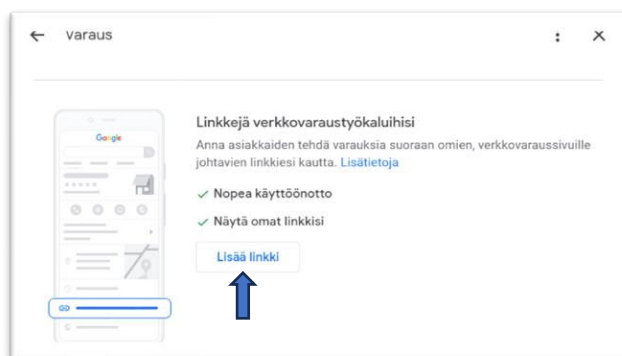 varaus
Google
Linkkejä verkkovaraustyökaluihisi
Anna asiakkaiden tehdä varauksia suoraan omien, verkkovaraussivuille
johtavien linkkiesi kautta. Lisätietoja
Nopea käyttöönotto
Näytä omat linkkisi
Lisää linkki